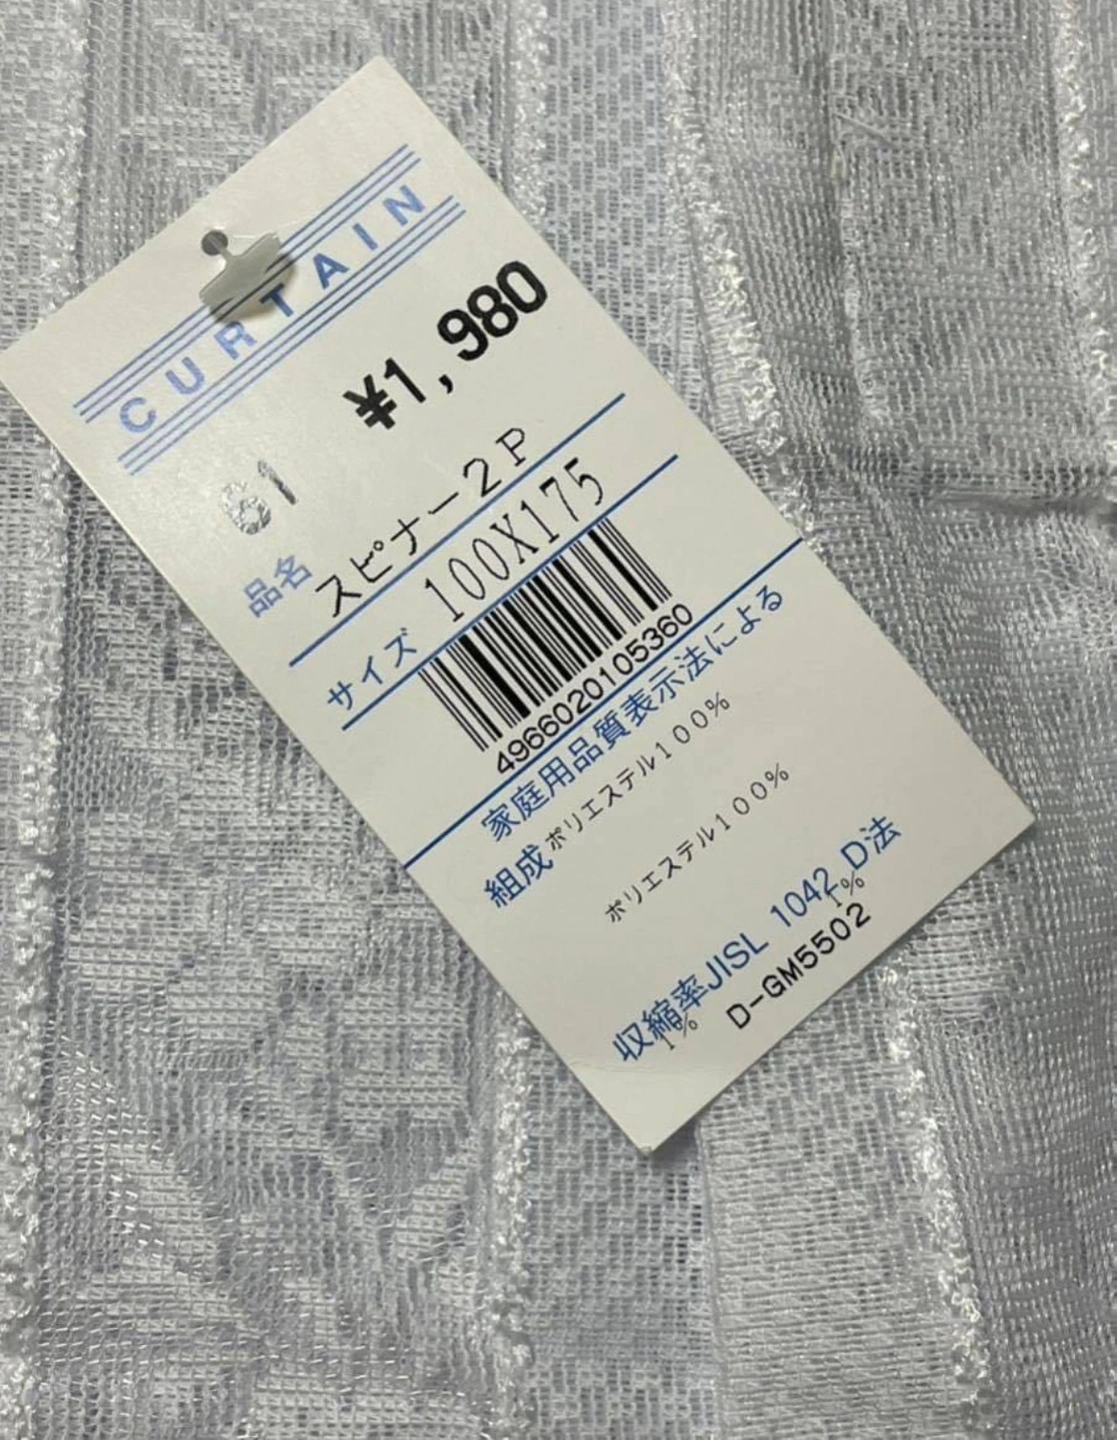 CURTAIN
¥1,980
61
品名 スピナー2P
サイズ 100X175
4966020105360
家庭用品質表示法による
組成 ポリエステル100%
ポリエステル100%
収縮率JISL 1042 D法
1% 1%
D-GM5502